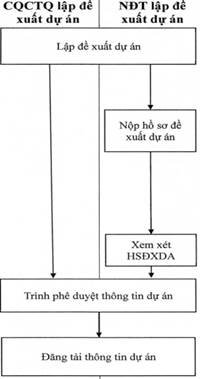 CQCTQ lập đề
xuất dự án
NĐT lập đề
xuất dự án
Lập đề xuất dự án
Nộp hồ sơ đề
xuất dự án
Xem xét
HSĐXDA
Trình phê duyệt thông tin dự án
Đăng tải thông tin dự án